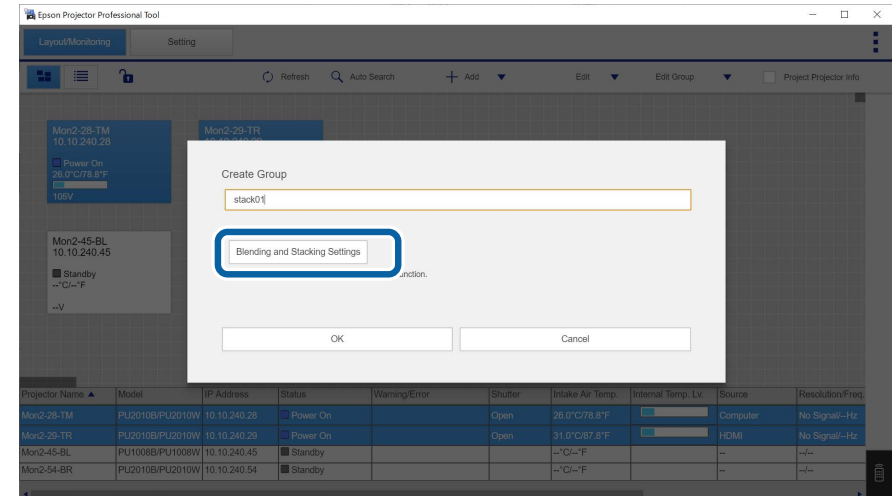 Epson Projector Professional Tool
Layout/Monitoring Setting
Refresh Auto Search Add Edit Edit Group Project Projector Info
Mon2-28-TM
10.10.240.28
Power On
26.0°C/78.8°F
105V
Mon2-29-TR
Mon2-45-BL
10.10.240.45
Standby
--°C/--°F
--V
Create Group
stack01
Blending and Stacking Settings
unction.
OK Cancel
Projector Name ▲ Model IP Address Status Warning/Error Shutter Intake Air Temp. Internal Temp. Lv. Source Resolution/Freq.
Mon2-28-TM PU2010B/PU2010W 10.10.240.28 Power On Open 26.0°C/78.8°F Computer No Signal/--Hz
Mon2-29-TR PU2010B/PU2010W 10.10.240.29 Power On Open 31.0°C/87.8°F HDMI No Signal/--Hz
Mon2-45-BL PU1008B/PU1008W 10.10.240.45 Standby --°C/--°F -- --/--
Mon2-54-BR PU2010B/PU2010W 10.10.240.54 Standby --°C/--°F -- --/--